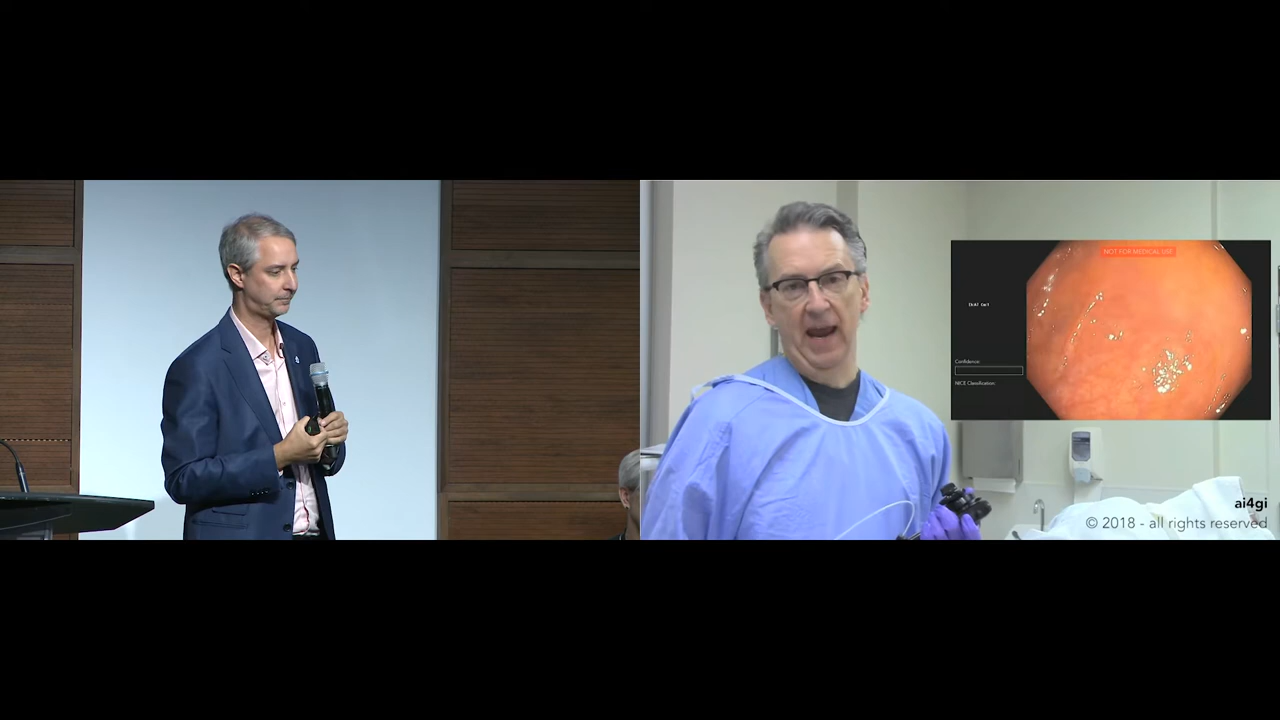 NOT FOR MEDICAL USE
Confidence:
NICE Classification:
ai4gi
© 2018 - all rights reserved